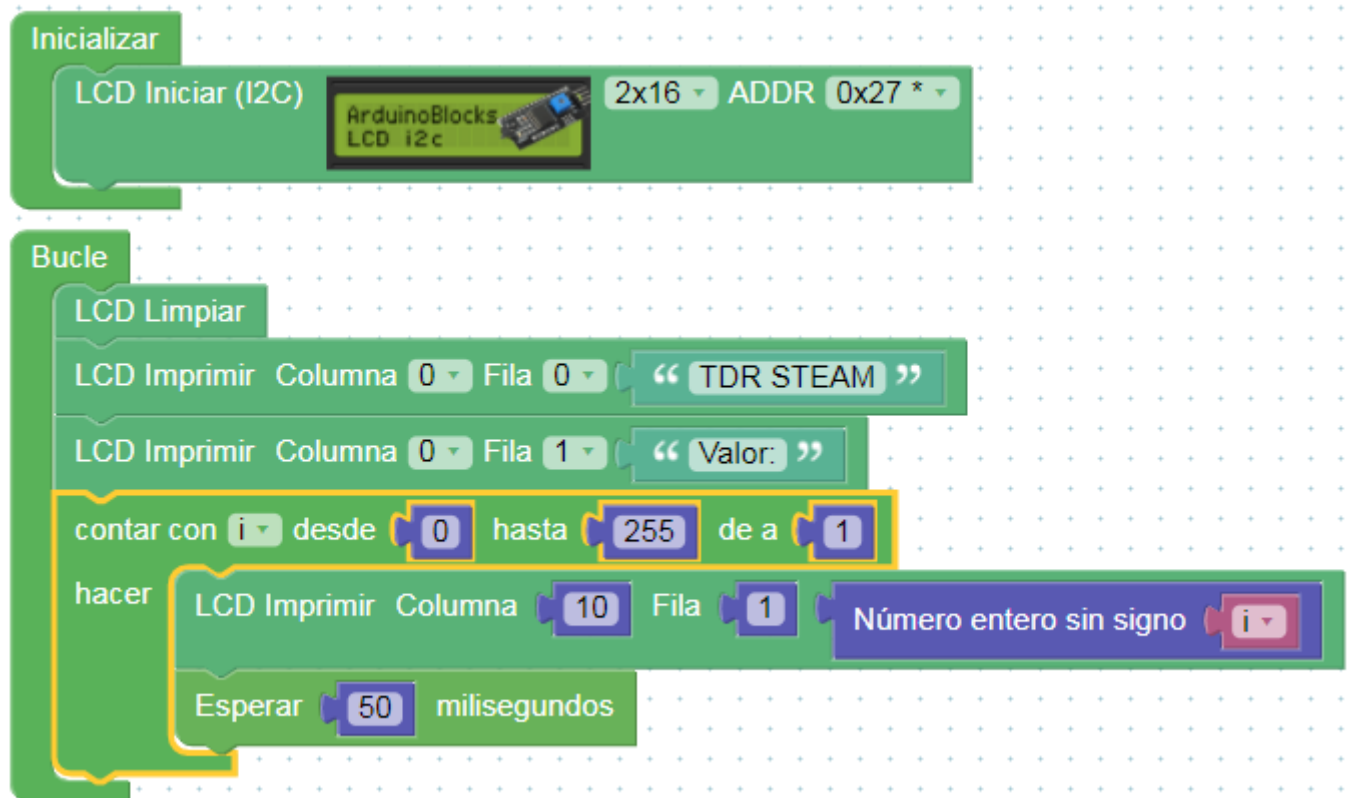 Inicializar
LCD Iniciar (I2C) ArduinoBlocks LCD i2c 2x16 ADDR 0x27 *
Bucle
LCD Limpiar
LCD Imprimir Columna 0 Fila 0 “ TDR STEAM ”
LCD Imprimir Columna 0 Fila 1 “ Valor: ”
contar con i desde 0 hasta 255 de a 1
hacer
LCD Imprimir Columna 10 Fila 1 Número entero sin signo i
Esperar 50 milisegundos